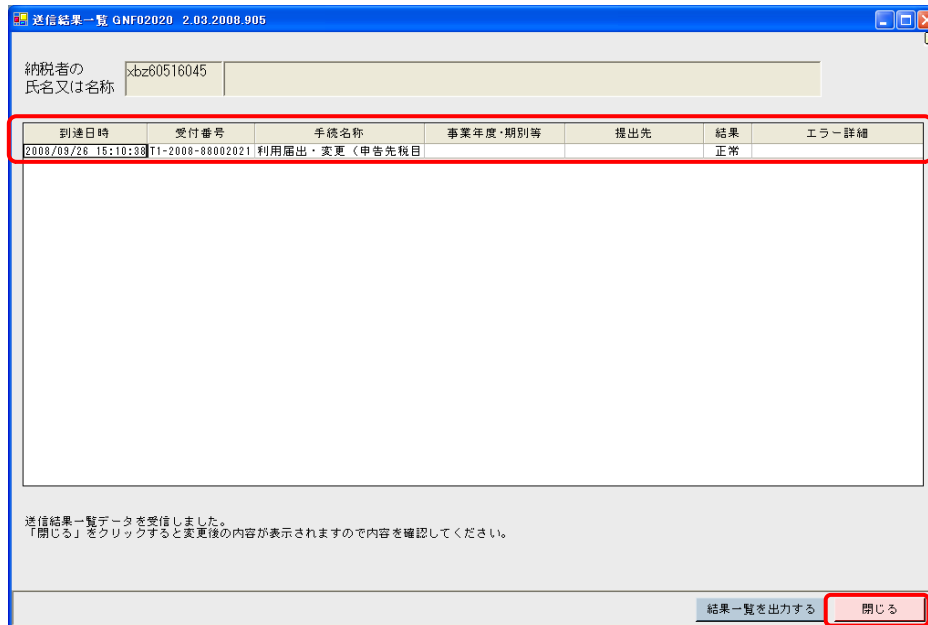 送信結果一覧 GNF02020 2.03.2008.905
納税者の
氏名又は名称
xbz60516045
到達日時 受付番号 手続名称 事業年度・期別等 提出先 結果 エラー詳細
2008/09/26 15:10:38 T1-2008-88002021 利用届出・変更（申告先税目 正常
送信結果一覧データを受信しました。
「閉じる」をクリックすると変更後の内容が表示されますので内容を確認してください。
結果一覧を出力する 閉じる